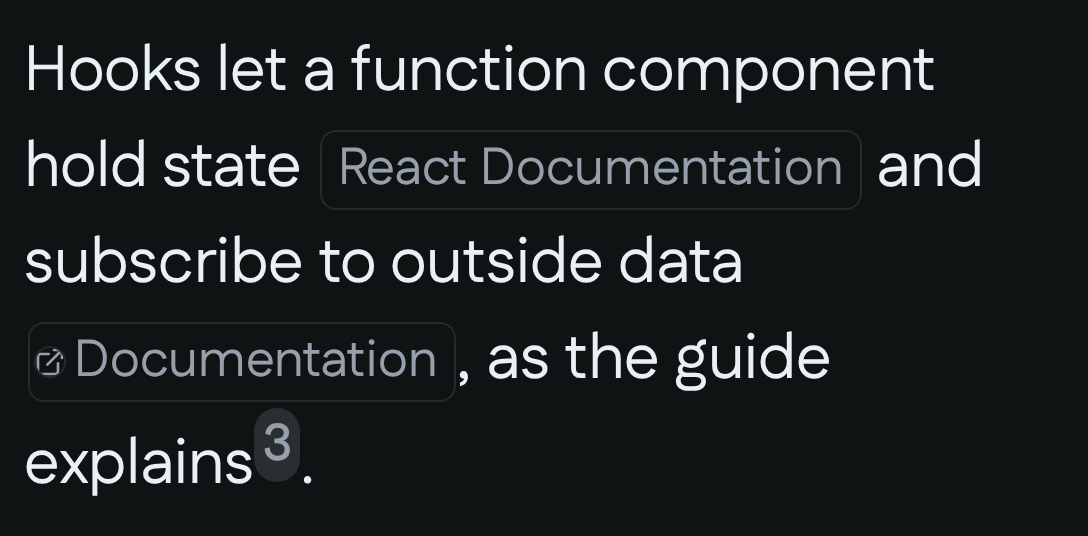 Hooks let a function component
hold state React Documentation and
subscribe to outside data
Documentation, as the guide
explains3.